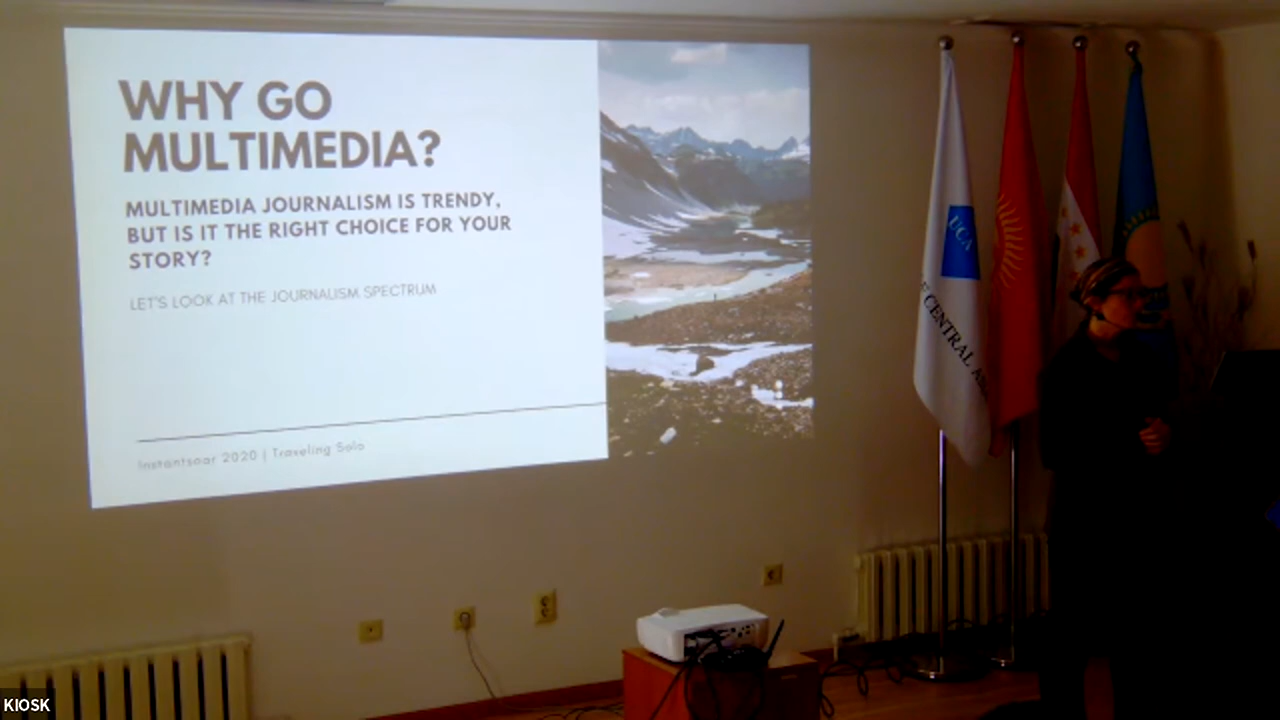 WHY GO
MULTIMEDIA?
MULTIMEDIA JOURNALISM IS TRENDY,
BUT IS IT THE RIGHT CHOICE FOR YOUR
STORY?
LET'S LOOK AT THE JOURNALISM SPECTRUM
Instantsaar 2020 | Traveling Solo
UCA
CENTRAL
KIOSK